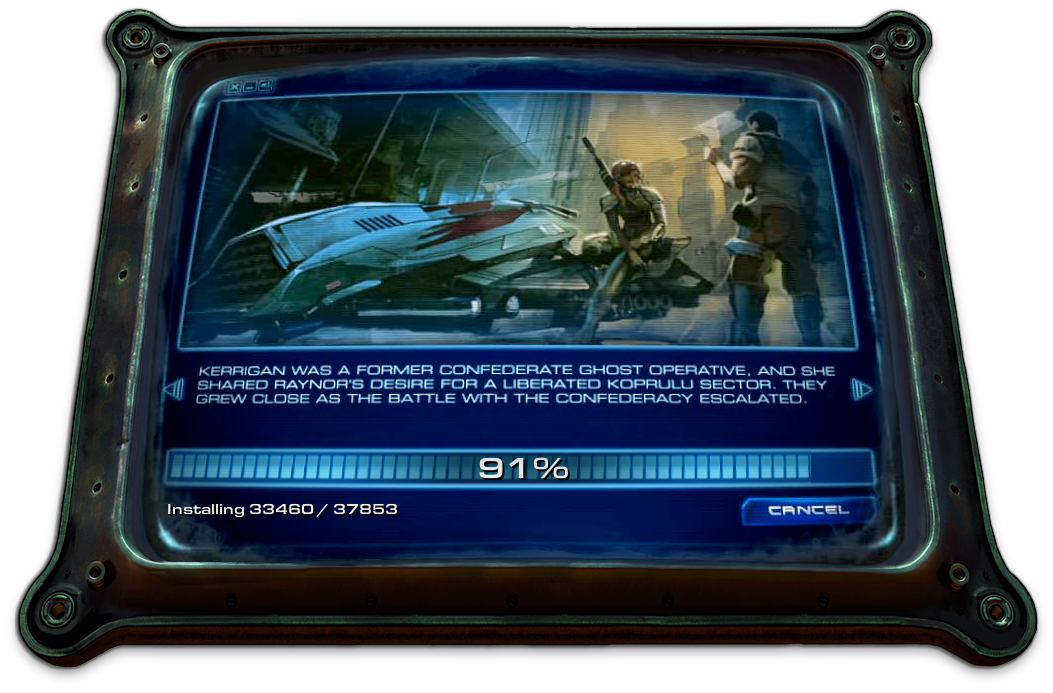 KERRIGAN WAS A FORMER CONFEDERATE GHOST OPERATIVE, AND SHE
SHARED RAYNOR'S DESIRE FOR A LIBERATED KOPRULU SECTOR. THEY
GREW CLOSE AS THE BATTLE WITH THE CONFEDERACY ESCALATED.
91%
Installing 33460 / 37853
CANCEL